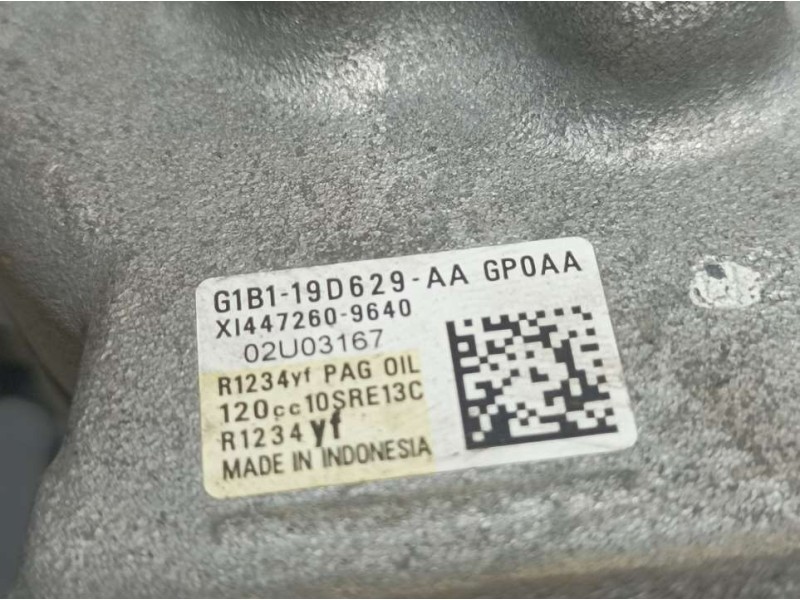 G1B1-19D629-AA GP0AA
XI447260-9640
02U03167
R1234yf PAG OIL
120cc10SRE13C
R1234yf
MADE IN INDONESIA